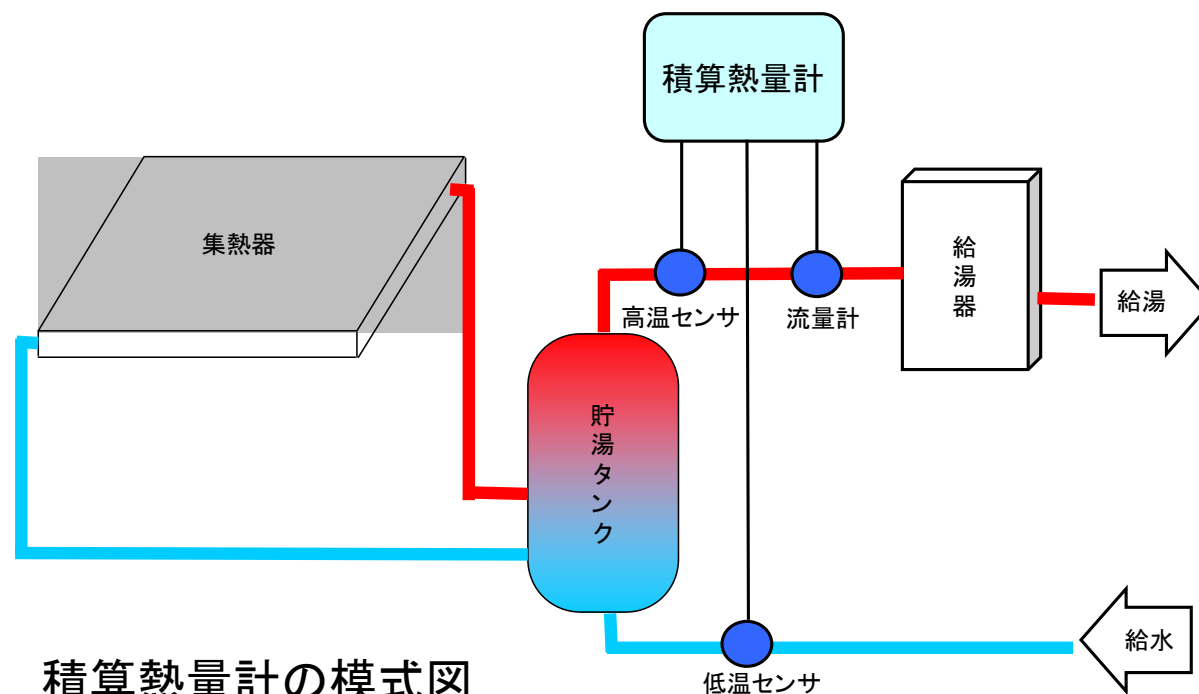 積算熱量計
集熱器
給湯器
給湯
高温センサ
流量計
貯湯タンク
給水
低温センサ
積算熱量計の模式図